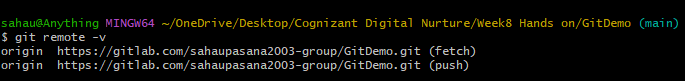 sahau@Anything MINGW64 ~/OneDrive/Desktop/Cognizant Digital Nurture/Week8 Hands on/GitDemo (main)
$ git remote -v
origin  https://gitlab.com/sahaupasana2003-group/GitDemo.git (fetch)
origin  https://gitlab.com/sahaupasana2003-group/GitDemo.git (push)